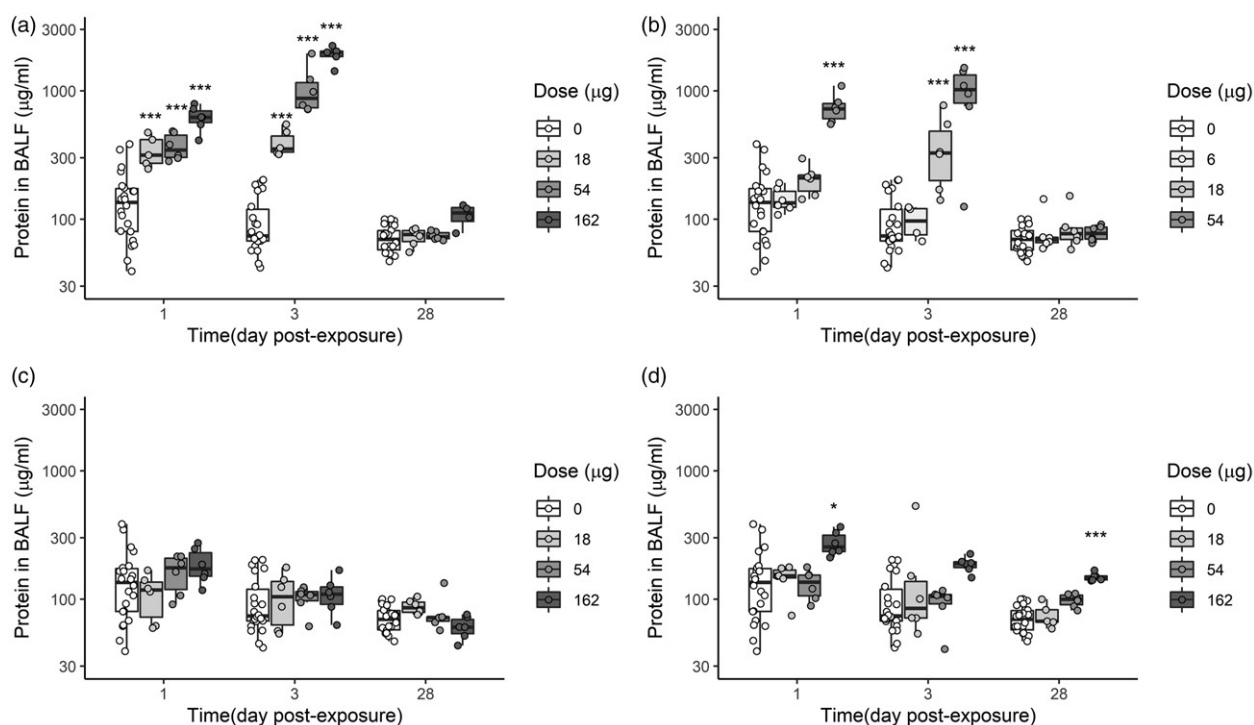 (a)
Protein in BALF (μg/ml)
3000
1000
300
100
30
*** *** ***
*** *** ***
1 3 28
Time(day post-exposure)
Dose (μg)
0
18
54
162
(b)
Protein in BALF (μg/ml)
3000
1000
300
100
30
***
*** ***
1 3 28
Time(day post-exposure)
Dose (μg)
0
6
18
54
(c)
Protein in BALF (μg/ml)
3000
1000
300
100
30
1 3 28
Time(day post-exposure)
Dose (μg)
0
18
54
162
(d)
Protein in BALF (μg/ml)
3000
1000
300
100
30
*
***
1 3 28
Time(day post-exposure)
Dose (μg)
0
18
54
162